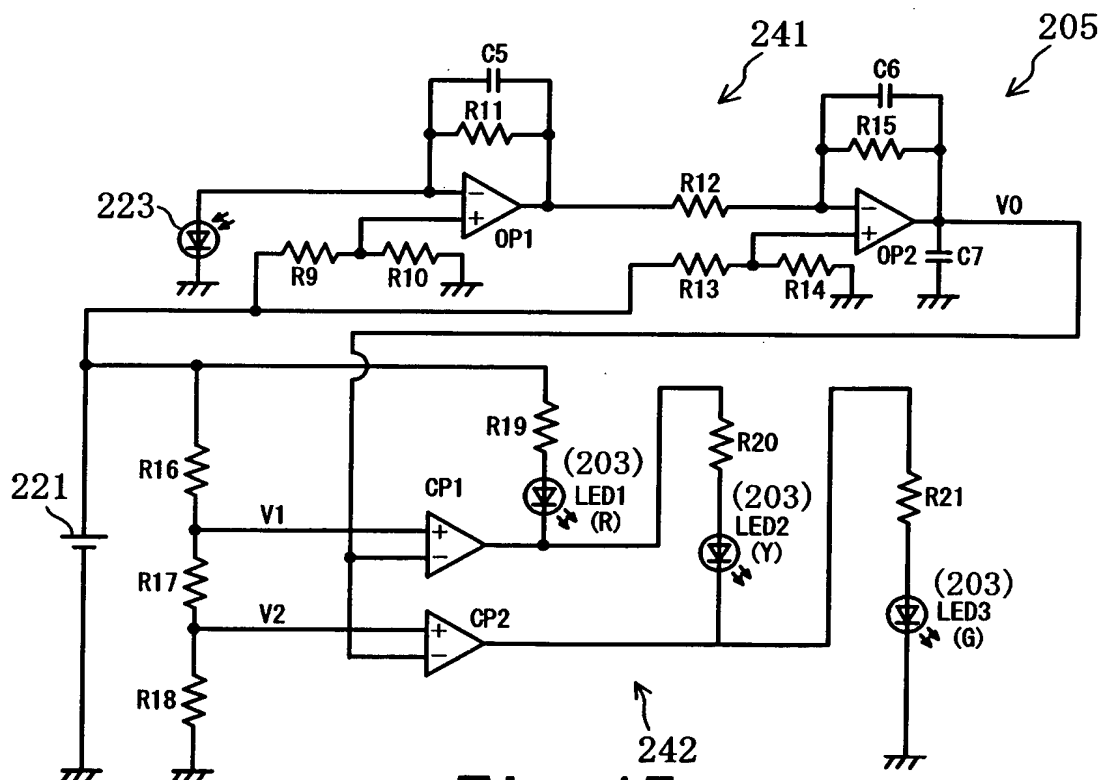 241
205
C5
C6
R11
R15
223
R12
OP1
V0
R9
R10
OP2
C7
R13
R14
R19
R20
R16
(203)
R21
221
CP1
LED1
(R)
(203)
LED2
(Y)
V1
R17
(203)
LED3
(G)
V2
CP2
R18
242